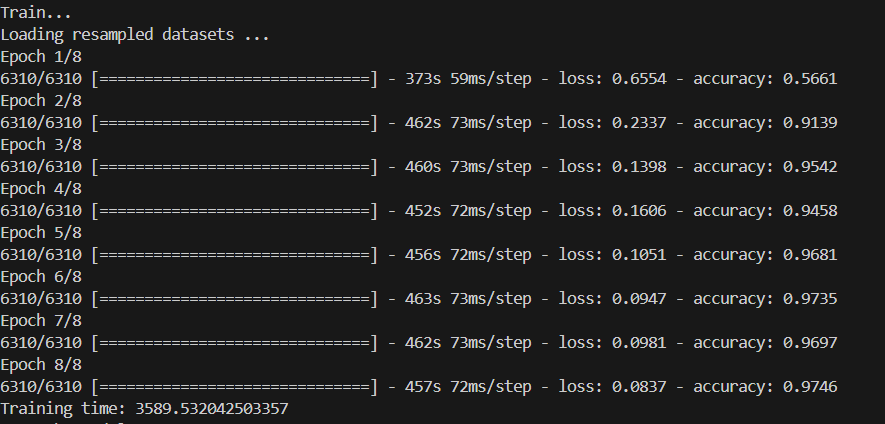 Train...
Loading resampled datasets ...
Epoch 1/8
6310/6310 [==============================] - 373s 59ms/step - loss: 0.6554 - accuracy: 0.5661
Epoch 2/8
6310/6310 [==============================] - 462s 73ms/step - loss: 0.2337 - accuracy: 0.9139
Epoch 3/8
6310/6310 [==============================] - 460s 73ms/step - loss: 0.1398 - accuracy: 0.9542
Epoch 4/8
6310/6310 [==============================] - 452s 72ms/step - loss: 0.1606 - accuracy: 0.9458
Epoch 5/8
6310/6310 [==============================] - 456s 72ms/step - loss: 0.1051 - accuracy: 0.9681
Epoch 6/8
6310/6310 [==============================] - 463s 73ms/step - loss: 0.0947 - accuracy: 0.9735
Epoch 7/8
6310/6310 [==============================] - 462s 73ms/step - loss: 0.0981 - accuracy: 0.9697
Epoch 8/8
6310/6310 [==============================] - 457s 72ms/step - loss: 0.0837 - accuracy: 0.9746
Training time: 3589.532042503357